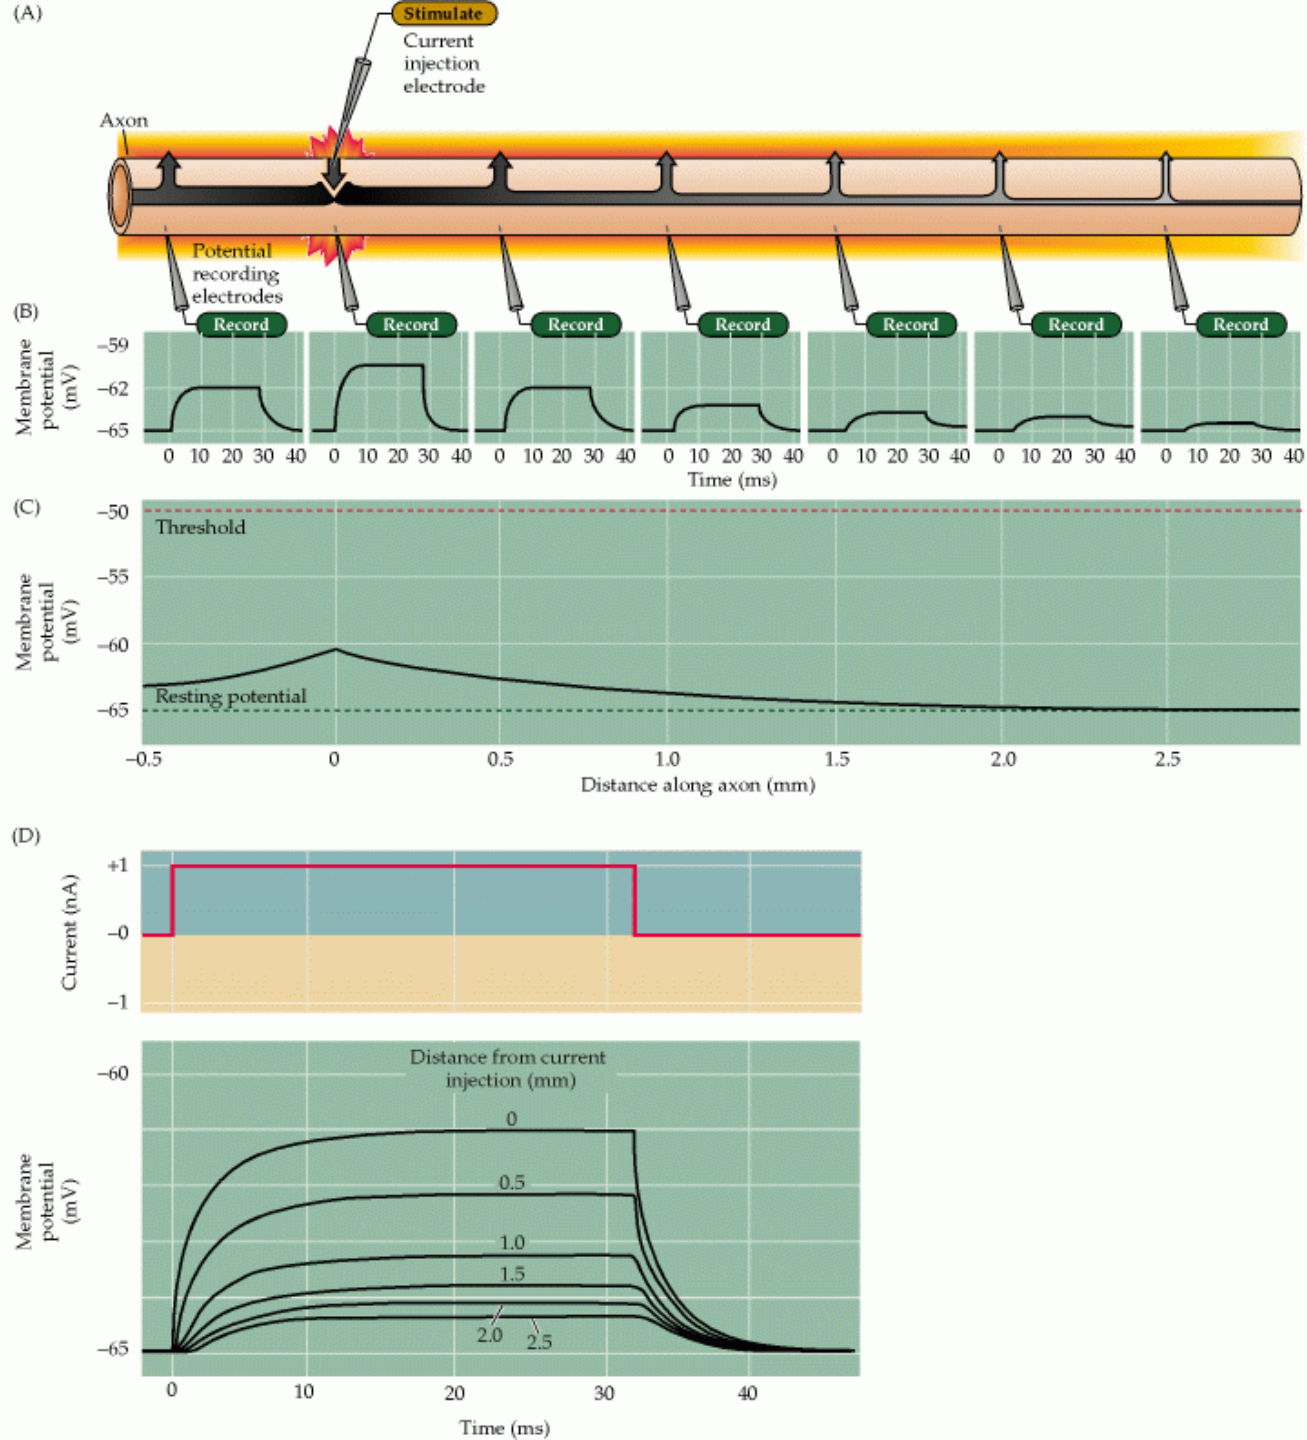 (A)
Stimulate
Current
injection
electrode
Axon
Potential
recording
electrodes
(B)
Record Record Record Record Record Record Record
Membrane
potential
(mV)
–59
–62
–65
0 10 20 30 40 0 10 20 30 40 0 10 20 30 40 0 10 20 30 40 0 10 20 30 40 0 10 20 30 40 0 10 20 30 40
Time (ms)
(C)
Membrane
potential
(mV)
–50
Threshold
–55
–60
Resting potential
–65
–0.5 0 0.5 1.0 1.5 2.0 2.5
Distance along axon (mm)
(D)
Current (nA)
+1
–0
–1
Membrane
potential
(mV)
–60
Distance from current
injection (mm)
0
0.5
1.0
1.5
2.0
2.5
–65
0 10 20 30 40
Time (ms)